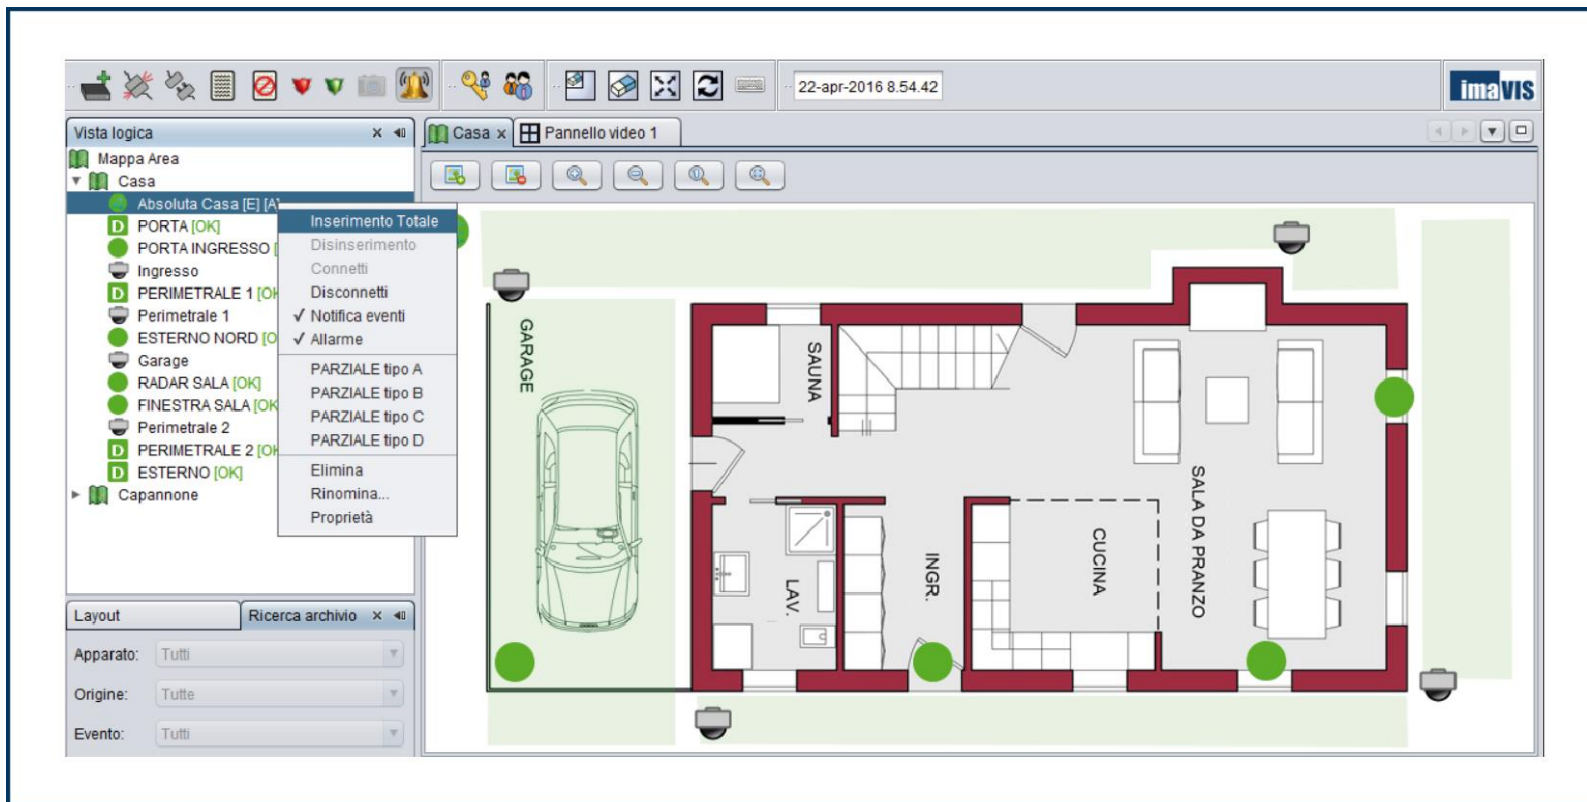 22-apr-2016 8.54.42
imaVIS
Vista logica
Casa
Pannello video 1
Mappa Area
Casa
Absoluta Casa [E] [A]
PORTA [OK]
PORTA INGRESSO [
Ingresso
PERIMETRALE 1 [OK
Perimetrale 1
ESTERNO NORD [O
Garage
RADAR SALA [OK]
FINESTRA SALA [OK
Perimetrale 2
PERIMETRALE 2 [OK
ESTERNO [OK]
Capannone
Inserimento Totale
Disinserimento
Connetti
Disconnetti
Notifica eventi
Allarme
PARZIALE tipo A
PARZIALE tipo B
PARZIALE tipo C
PARZIALE tipo D
Elimina
Rinomina...
Proprietà
GARAGE
SAUNA
LAV.
INGR.
CUCINA
SALA DA PRANZO
Layout
Ricerca archivio
Apparato:
Tutti
Origine:
Tutte
Evento:
Tutti